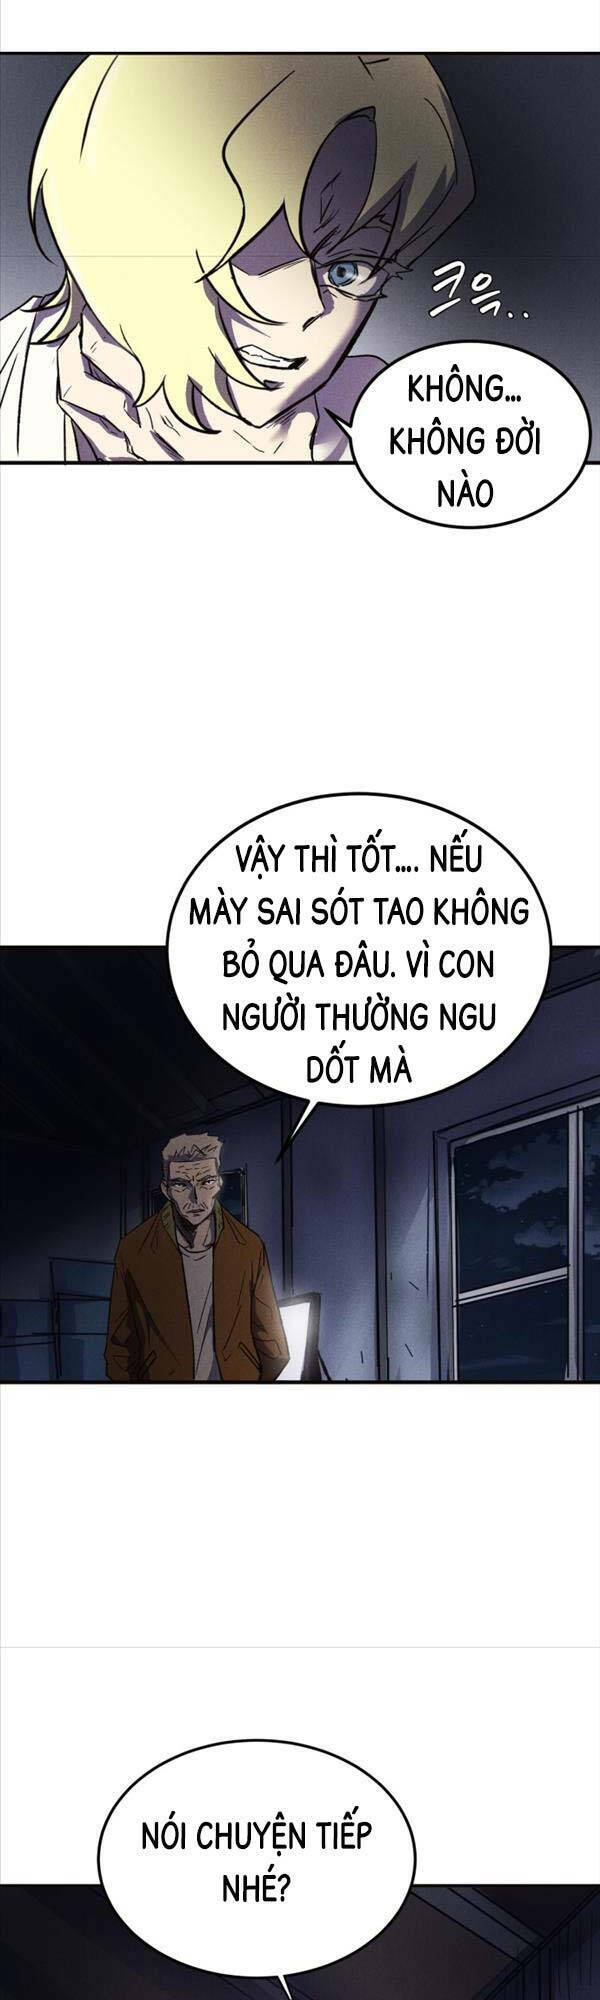 크윽..
KHÔNG...
KHÔNG ĐỜI
NÀO
VẬY THÌ TỐT.... NẾU
MÀY SAI SÓT TAO KHÔNG
BỎ QUA ĐÂU. VÌ CON
NGƯỜI THƯỜNG NGU
DỐT MÀ
NÓI CHUYỆN TIẾP
NHÉ?